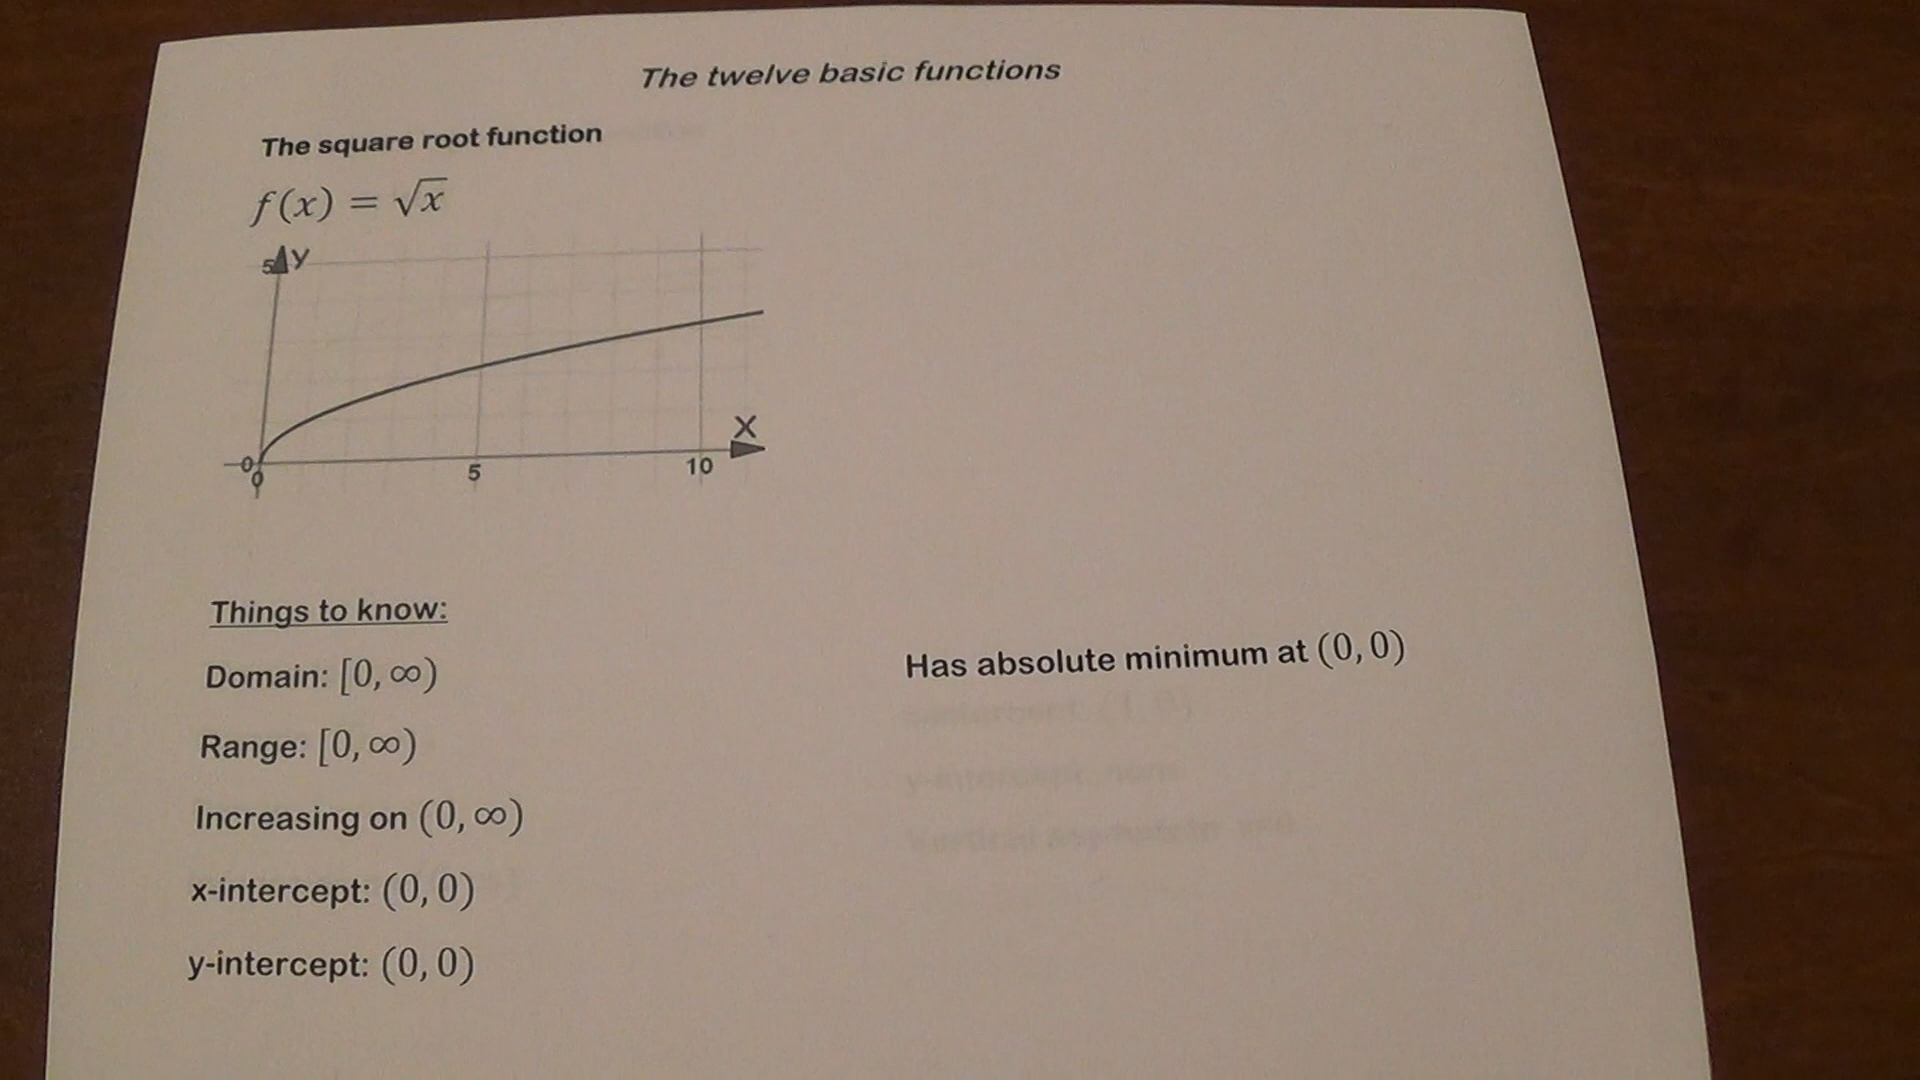 The twelve basic functions
The square root function
f(x) = √x
5 y
x
0
0 5 10
Things to know:
Domain: [0, ∞)
Range: [0, ∞)
Increasing on (0, ∞)
x-intercept: (0, 0)
y-intercept: (0, 0)
Has absolute minimum at (0, 0)